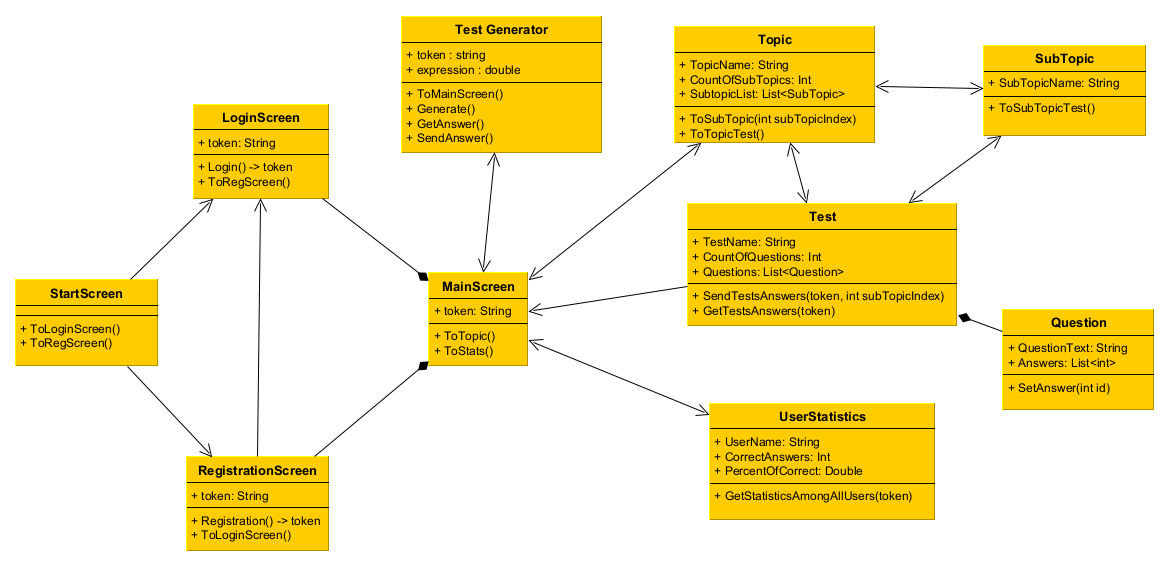 Test Generator
+ token : string
+ expression : double
+ ToMainScreen()
+ Generate()
+ GetAnswer()
+ SendAnswer()
Topic
+ TopicName: String
+ CountOfSubTopics: Int
+ SubtopicList: List<SubTopic>
+ ToSubTopic(int subTopicIndex)
+ ToTopicTest()
SubTopic
+ SubTopicName: String
+ ToSubTopicTest()
LoginScreen
+ token: String
+ Login() -> token
+ ToRegScreen()
Test
+ TestName: String
+ CountOfQuestions: Int
+ Questions: List<Question>
+ SendTestsAnswers(token, int subTopicIndex)
+ GetTestsAnswers(token)
StartScreen
+ ToLoginScreen()
+ ToRegScreen()
MainScreen
+ token: String
+ ToTopic()
+ ToStats()
Question
+ QuestionText: String
+ Answers: List<int>
+ SetAnswer(int id)
UserStatistics
+ UserName: String
+ CorrectAnswers: Int
+ PercentOfCorrect: Double
+ GetStatisticsAmongAllUsers(token)
RegistrationScreen
+ token: String
+ Registration() -> token
+ ToLoginScreen()